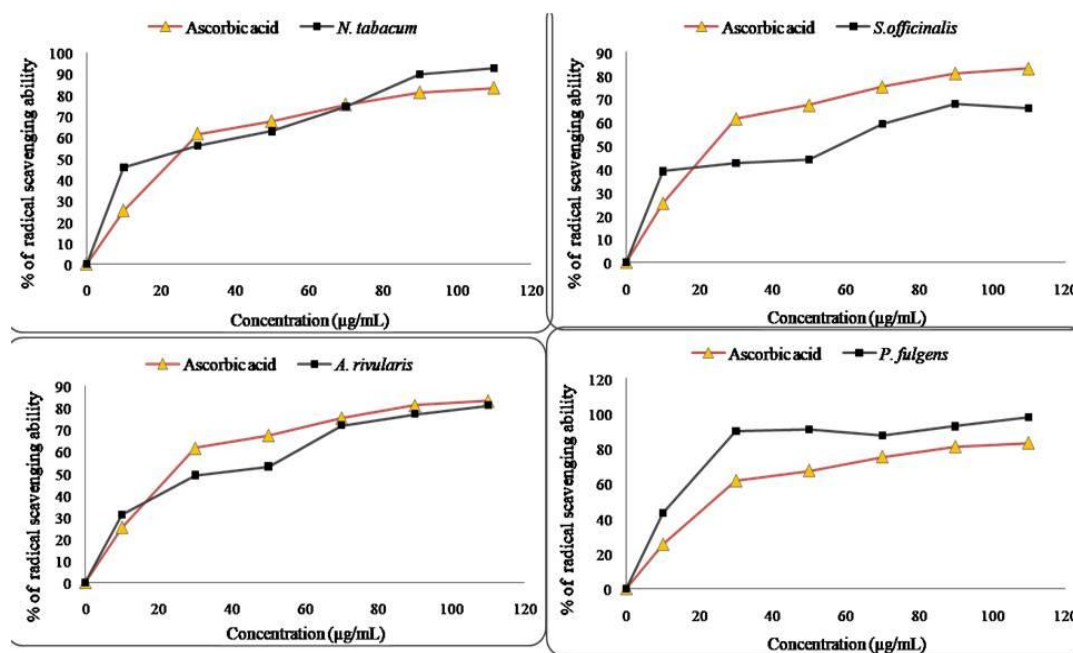 Ascorbic acid N. tabacum
% of radical scavenging ability
100
90
80
70
60
50
40
30
20
10
0
0 20 40 60 80 100 120
Concentration (µg/mL)
Ascorbic acid S.officinalis
% of radical scavenging ability
90
80
70
60
50
40
30
20
10
0
0 20 40 60 80 100 120
Concentration (µg/mL)
Ascorbic acid A. rivularis
% of radical scavenging ability
90
80
70
60
50
40
30
20
10
0
0 20 40 60 80 100 120
Concentration (µg/mL)
Ascorbic acid P. fulgens
% of radical scavenging ability
120
100
80
60
40
20
0
0 20 40 60 80 100 120
Concentration (µg/mL)